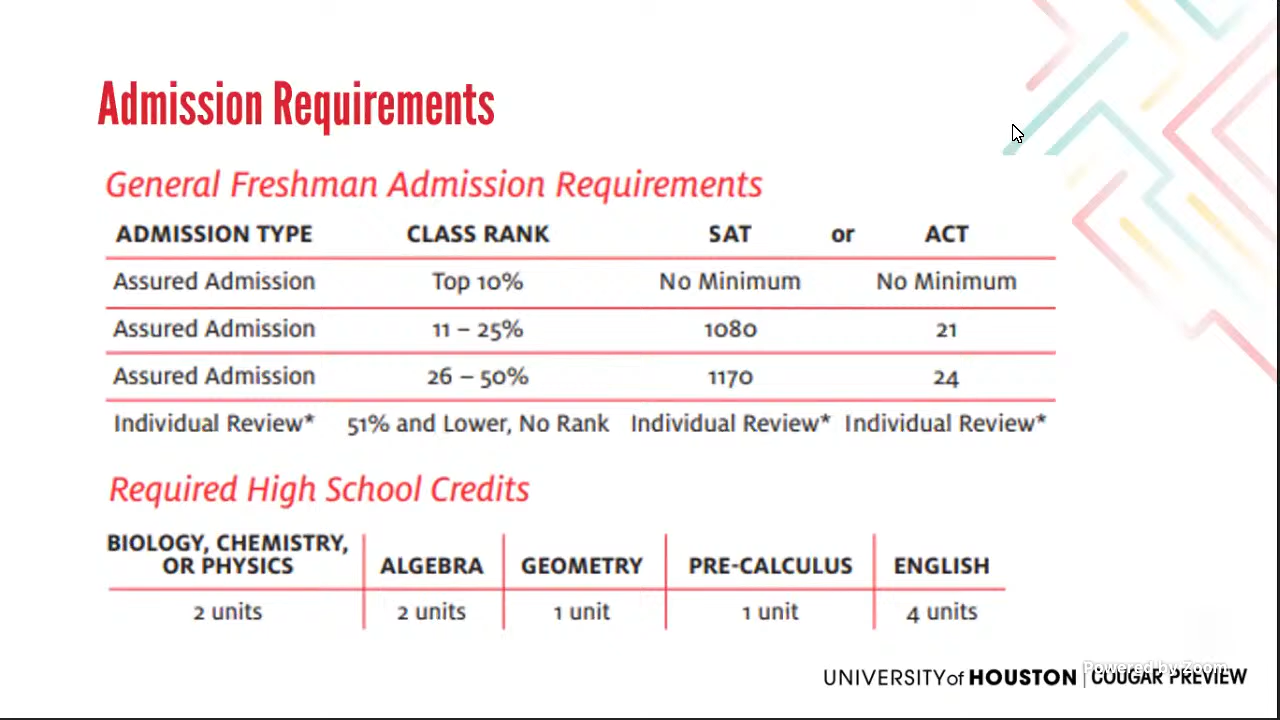 Admission Requirements
General Freshman Admission Requirements
ADMISSION TYPE CLASS RANK SAT or ACT
Assured Admission Top 10% No Minimum No Minimum
Assured Admission 11 – 25% 1080 21
Assured Admission 26 – 50% 1170 24
Individual Review* 51% and Lower, No Rank Individual Review* Individual Review*
Required High School Credits
BIOLOGY, CHEMISTRY,
OR PHYSICS ALGEBRA GEOMETRY PRE-CALCULUS ENGLISH
2 units 2 units 1 unit 1 unit 4 units
Powered by Zoom
UNIVERSITY of HOUSTON | COUGAR PREVIEW